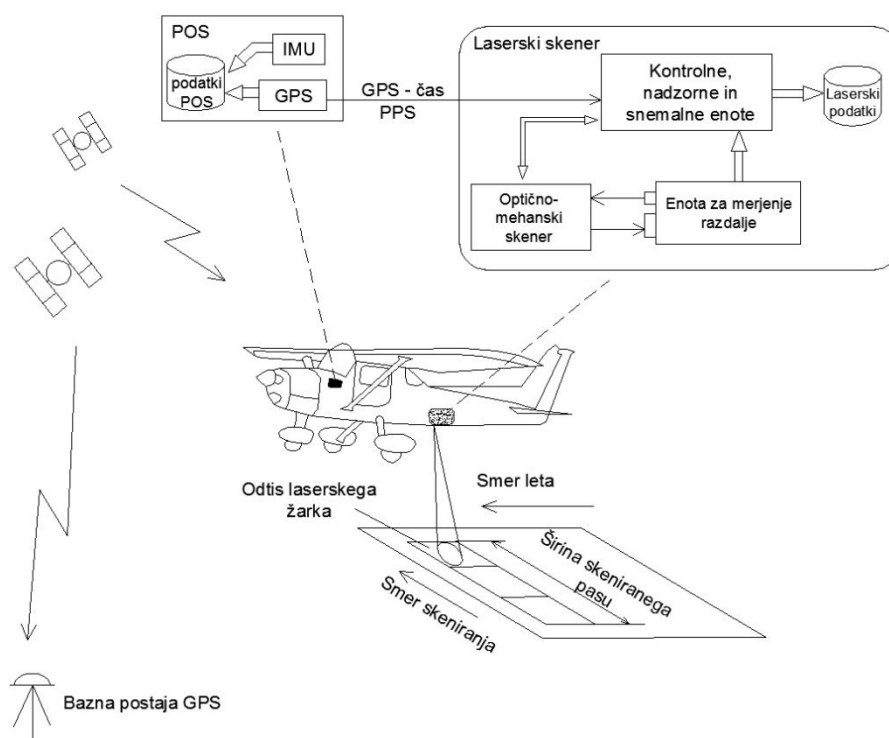 POS
IMU
podatki
POS
GPS
GPS - čas
PPS
Laserski skener
Kontrolne,
nadzorne in
snemalne enote
Laserski
podatki
Optično-
mehanski
skener
Enota za merjenje
razdalje
Odtis laserskega
žarka
Smer leta
Širina skeniranega
pasu
Smer skeniranja
Bazna postaja GPS